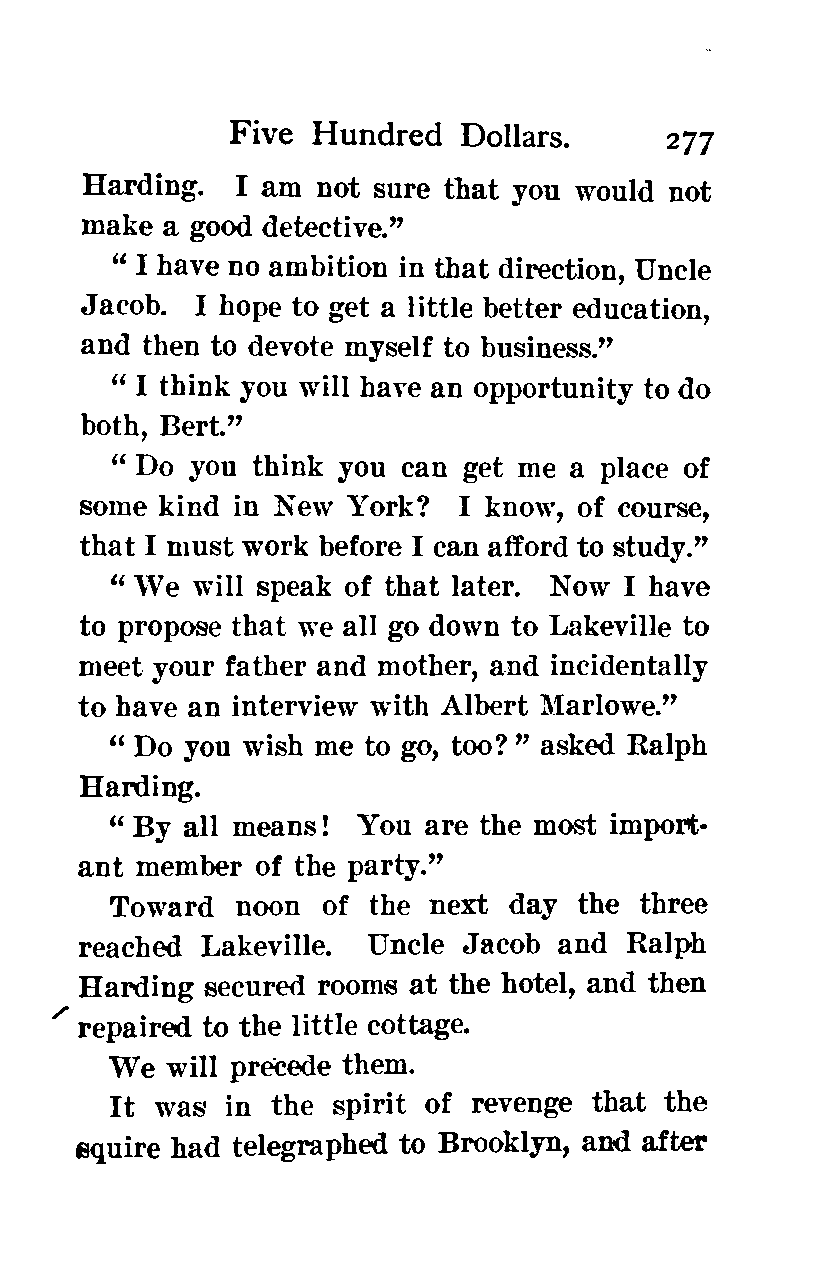 Five Hundred Dollars. 277
Harding. I am not sure that you would not
make a good detective.”
“ I have no ambition in that direction, Uncle
Jacob. I hope to get a little better education,
and then to devote myself to business.”
“ I think you will have an opportunity to do
both, Bert.”
“ Do you think you can get me a place of
some kind in New York? I know, of course,
that I must work before I can afford to study.”
“ We will speak of that later. Now I have
to propose that we all go down to Lakeville to
meet your father and mother, and incidentally
to have an interview with Albert Marlowe.”
“ Do you wish me to go, too? ” asked Ralph
Harding.
“ By all means! You are the most import-
ant member of the party.”
Toward noon of the next day the three
reached Lakeville. Uncle Jacob and Ralph
Harding secured rooms at the hotel, and then
repaired to the little cottage.
We will precede them.
It was in the spirit of revenge that the
squire had telegraphed to Brooklyn, and after